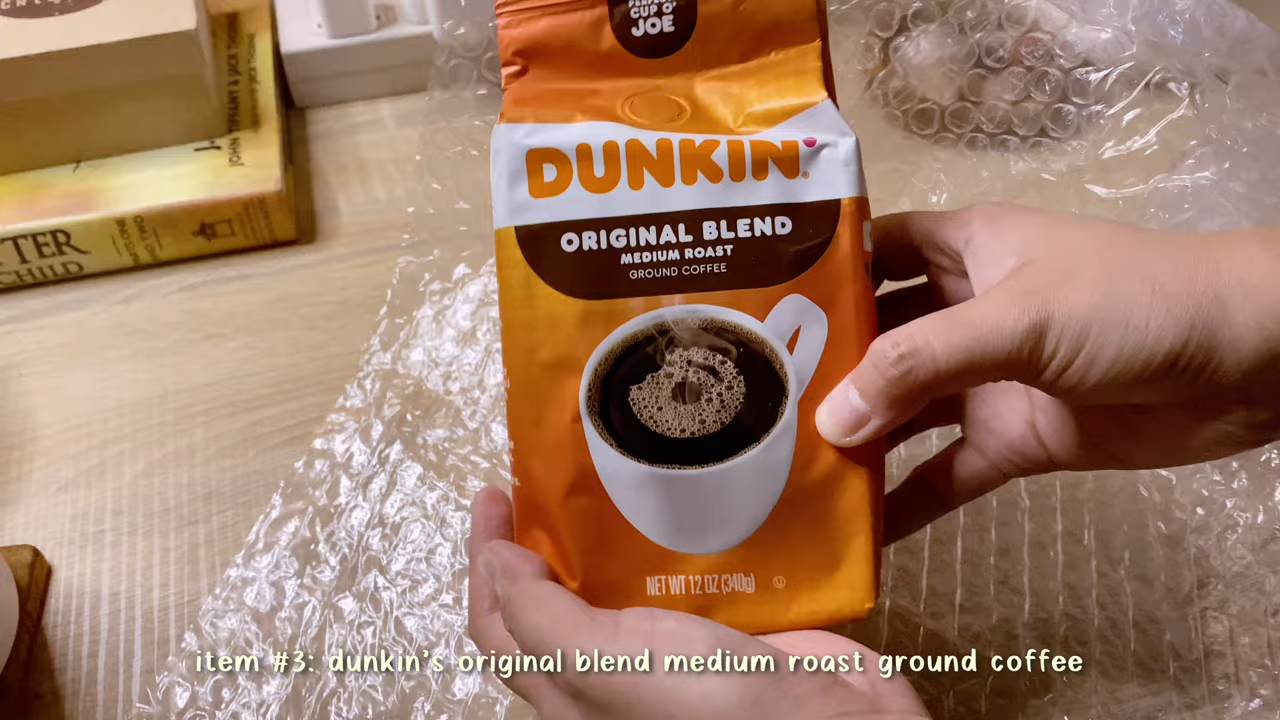 CUP O'
JOE
DUNKIN'
ORIGINAL BLEND
MEDIUM ROAST
GROUND COFFEE
NET WT 12 OZ (340g)
CHILD
item #3: dunkin's original blend medium roast ground coffee